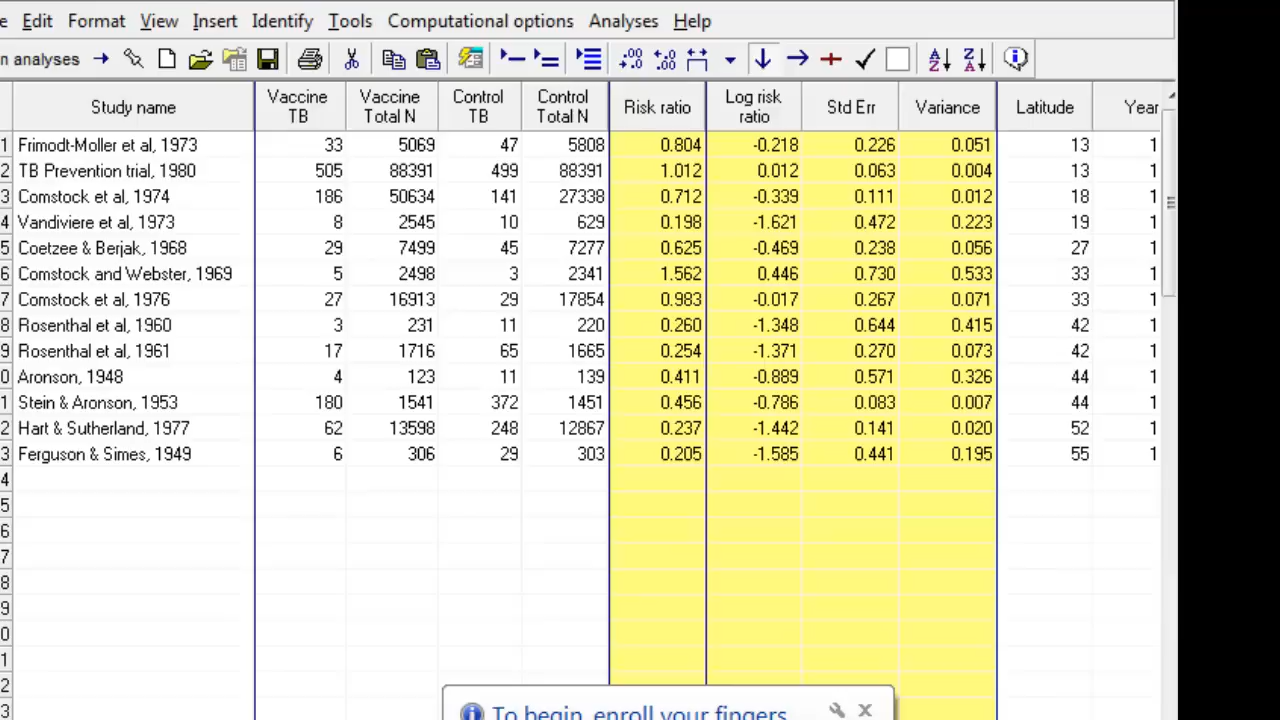 e Edit Format View Insert Identify Tools Computational options Analyses Help
n analyses
Study name Vaccine TB Vaccine Total N Control TB Control Total N Risk ratio Log risk ratio Std Err Variance Latitude Year
1 Frimodt-Moller et al, 1973 33 5069 47 5808 0.804 -0.218 0.226 0.051 13 1
2 TB Prevention trial, 1980 505 88391 499 88391 1.012 0.012 0.063 0.004 13 1
3 Comstock et al, 1974 186 50634 141 27338 0.712 -0.339 0.111 0.012 18 1
4 Vandiviere et al, 1973 8 2545 10 629 0.198 -1.621 0.472 0.223 19 1
5 Coetzee & Berjak, 1968 29 7499 45 7277 0.625 -0.469 0.238 0.056 27 1
6 Comstock and Webster, 1969 5 2498 3 2341 1.562 0.446 0.730 0.533 33 1
7 Comstock et al, 1976 27 16913 29 17854 0.983 -0.017 0.267 0.071 33 1
8 Rosenthal et al, 1960 3 231 11 220 0.260 -1.348 0.644 0.415 42 1
9 Rosenthal et al, 1961 17 1716 65 1665 0.254 -1.371 0.270 0.073 42 1
0 Aronson, 1948 4 123 11 139 0.411 -0.889 0.571 0.326 44 1
1 Stein & Aronson, 1953 180 1541 372 1451 0.456 -0.786 0.083 0.007 44 1
2 Hart & Sutherland, 1977 62 13598 248 12867 0.237 -1.442 0.141 0.020 52 1
3 Ferguson & Simes, 1949 6 306 29 303 0.205 -1.585 0.441 0.195 55 1
4
5
6
7
8
9
0
1
2
3
To begin, enroll your fingers